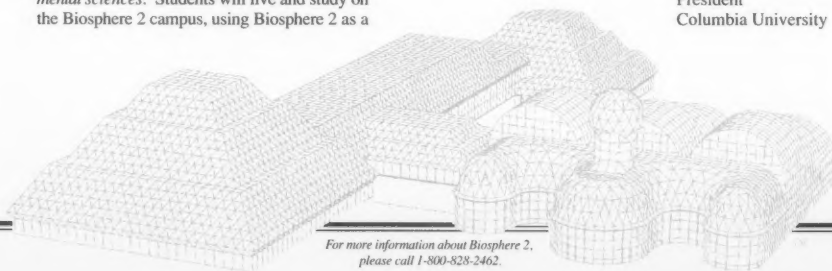 mental sciences. Students will live and study on
the Biosphere 2 campus, using Biosphere 2 as a
President
Columbia University
For more information about Biosphere 2,
please call 1-800-828-2462.